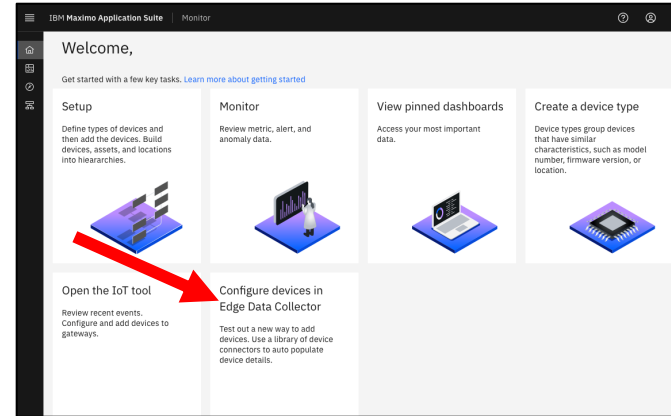 IBM Maximo Application Suite | Monitor
Welcome,
Get started with a few key tasks. Learn more about getting started
Setup
Define types of devices and
then add the devices. Build
devices, assets, and locations
into hieararchies.
Monitor
Review metric, alert, and
anomaly data.
View pinned dashboards
Access your most important
data.
Create a device type
Device types group devices
that have similar
characteristics, such as model
number, firmware version, or
location.
Open the IoT tool
Review recent events.
Configure and add devices to
gateways.
Configure devices in
Edge Data Collector
Test out a new way to add
devices. Use a library of device
connectors to auto populate
device details.